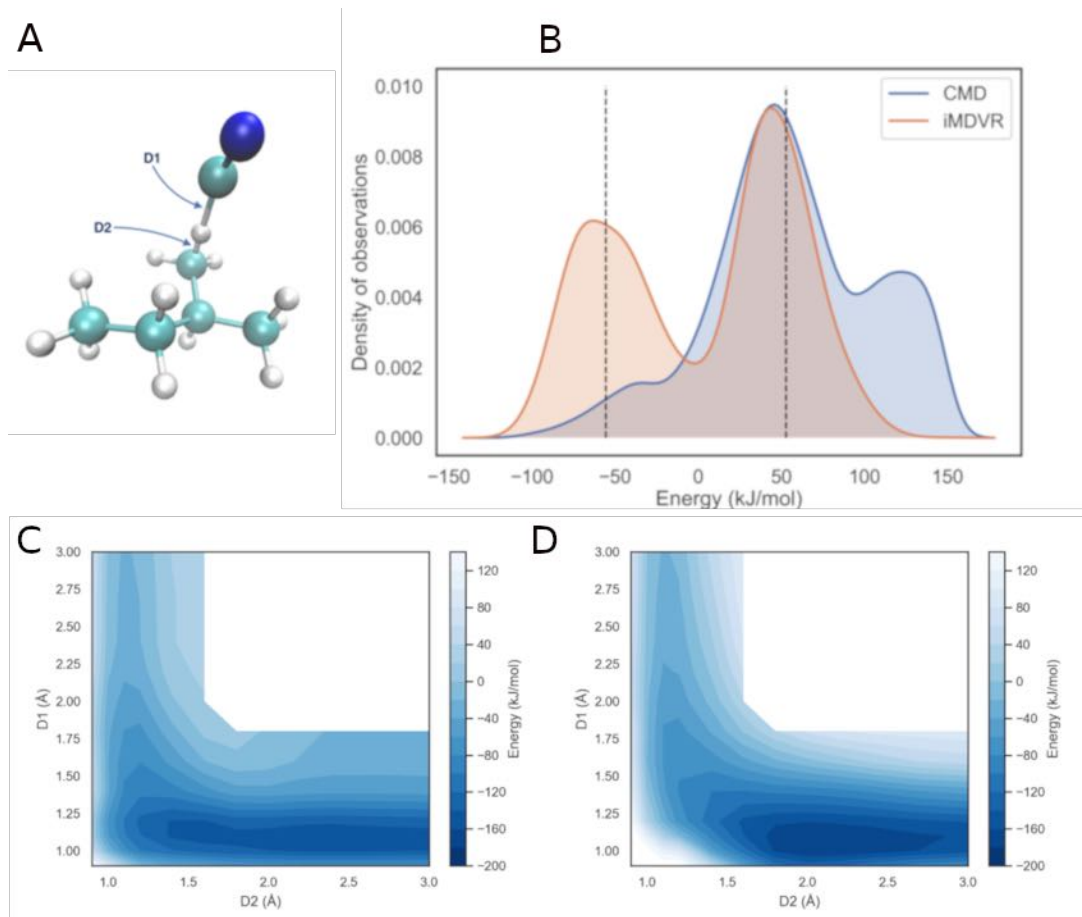 A
D1
D2
B
Density of observations
0.010
0.008
0.006
0.004
0.002
0.000
CMD
iMDVR
−150 −100 −50 0 50 100 150
Energy (kJ/mol)
C
D1 (Å)
3.00
2.75
2.50
2.25
2.00
1.75
1.50
1.25
1.00
1.0 1.5 2.0 2.5 3.0
D2 (Å)
120
80
40
0
−40
−80
−120
−160
−200
Energy (kJ/mol)
D
D1 (Å)
3.00
2.75
2.50
2.25
2.00
1.75
1.50
1.25
1.00
1.0 1.5 2.0 2.5 3.0
D2 (Å)
120
80
40
0
−40
−80
−120
−160
−200
Energy (kJ/mol)